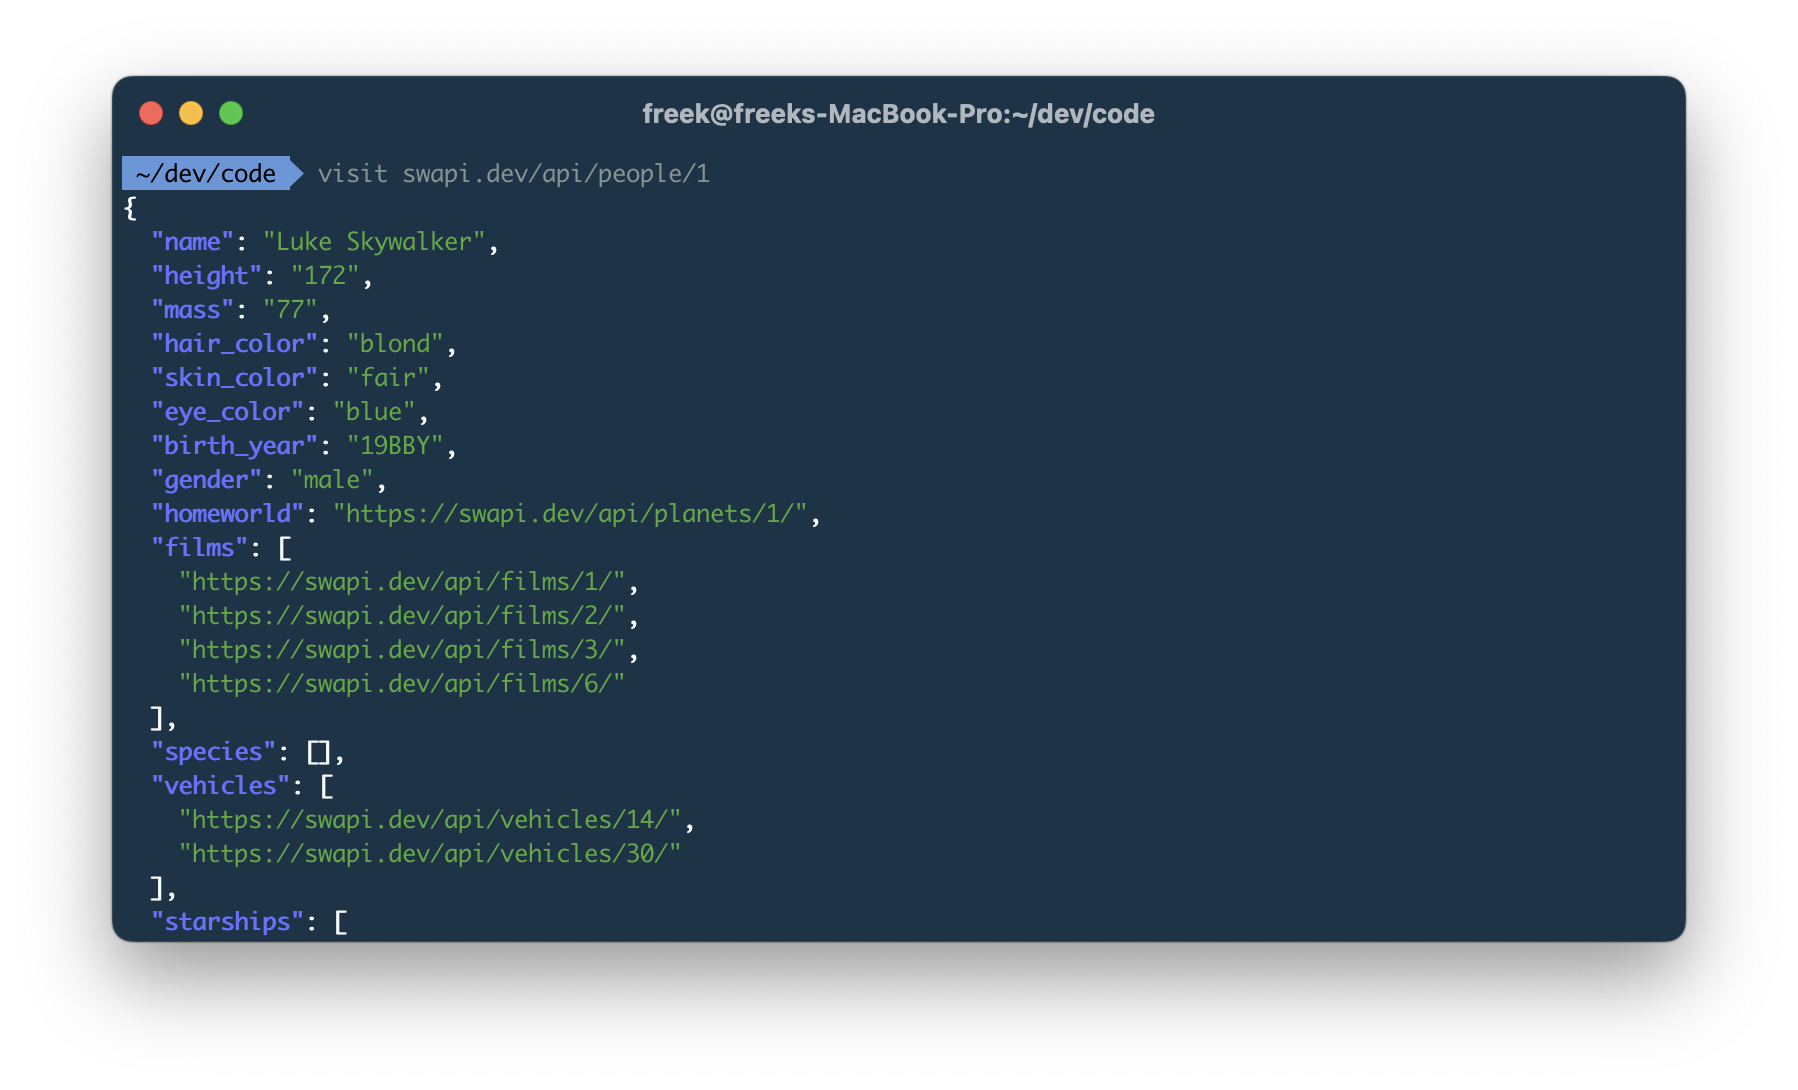 freek@freeks-MacBook-Pro:~/dev/code
~/dev/code visit swapi.dev/api/people/1
{
  "name": "Luke Skywalker",
  "height": "172",
  "mass": "77",
  "hair_color": "blond",
  "skin_color": "fair",
  "eye_color": "blue",
  "birth_year": "19BBY",
  "gender": "male",
  "homeworld": "https://swapi.dev/api/planets/1/",
  "films": [
    "https://swapi.dev/api/films/1/",
    "https://swapi.dev/api/films/2/",
    "https://swapi.dev/api/films/3/",
    "https://swapi.dev/api/films/6/"
  ],
  "species": [],
  "vehicles": [
    "https://swapi.dev/api/vehicles/14/",
    "https://swapi.dev/api/vehicles/30/"
  ],
  "starships": [